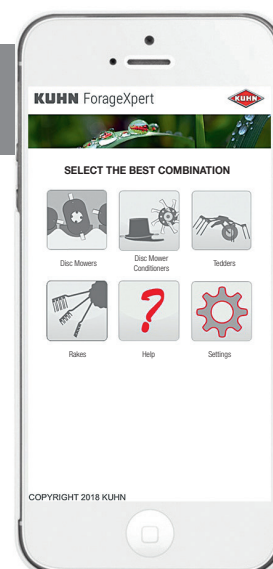 KUHN ForageXpert
KUHN
SELECT THE BEST COMBINATION
Disc Mowers
Disc Mower
Conditioners
Tedders
Rakes
Help
Settings
COPYRIGHT 2018 KUHN